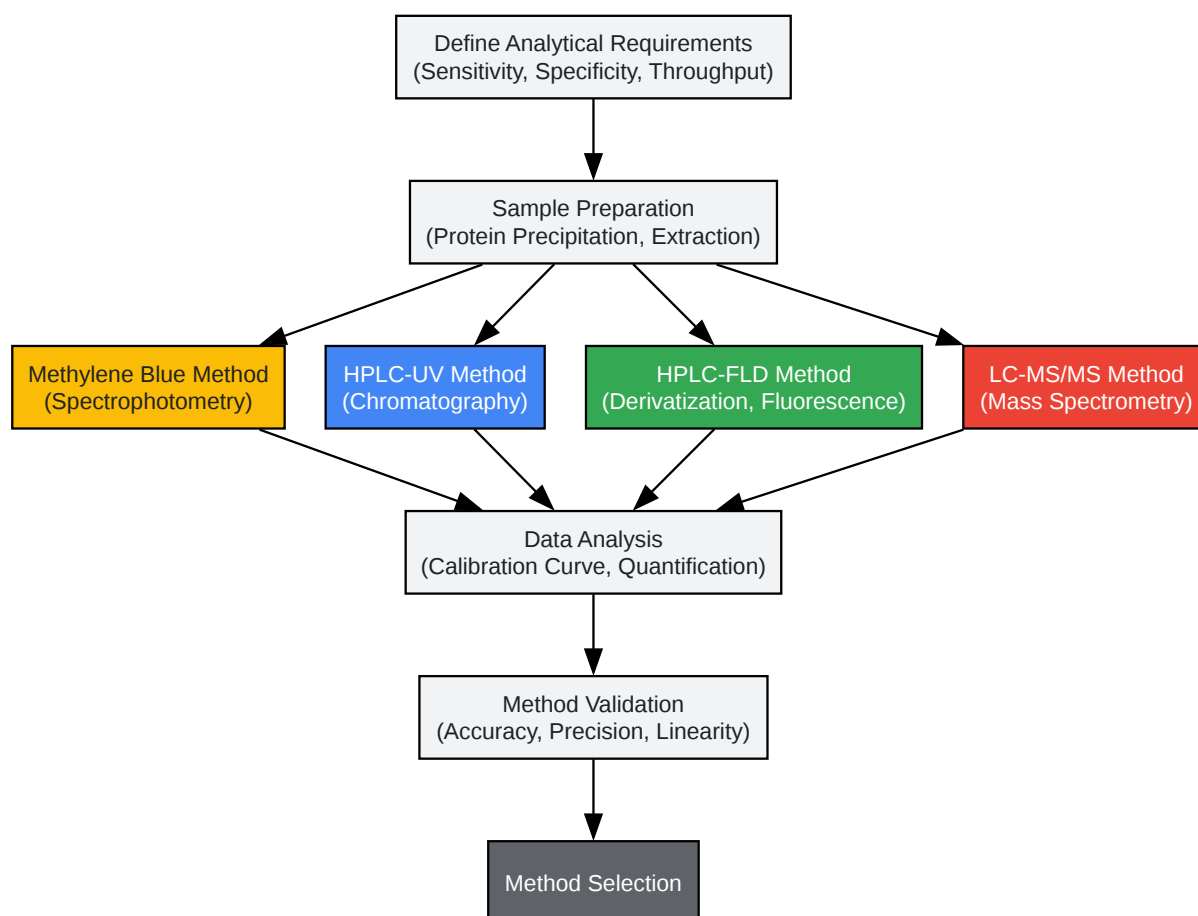 Define Analytical Requirements
(Sensitivity, Specificity, Throughput)
Sample Preparation
(Protein Precipitation, Extraction)
Methylene Blue Method
(Spectrophotometry)
HPLC-UV Method
(Chromatography)
HPLC-FLD Method
(Derivatization, Fluorescence)
LC-MS/MS Method
(Mass Spectrometry)
Data Analysis
(Calibration Curve, Quantification)
Method Validation
(Accuracy, Precision, Linearity)
Method Selection